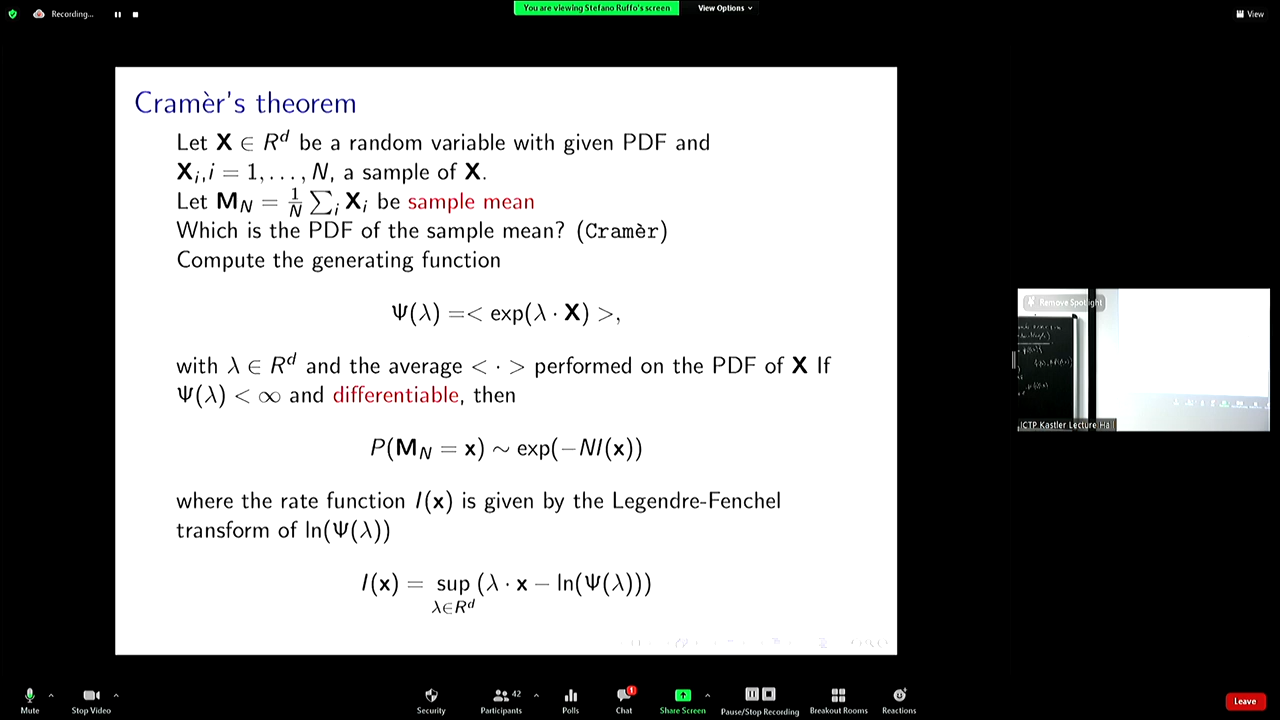 Recording...
You are viewing Stefano Ruffo's screen
View Options
View
Cramèr's theorem
Let X ∈ R^d be a random variable with given PDF and
X_i, i = 1, . . . , N, a sample of X.
Let M_N = 1/N ∑_i X_i be sample mean
Which is the PDF of the sample mean? (Cramèr)
Compute the generating function
Ψ(λ) =< exp(λ · X) >,
with λ ∈ R^d and the average < · > performed on the PDF of X If
Ψ(λ) < ∞ and differentiable, then
P(M_N = x) ∼ exp(−NI(x))
where the rate function I(x) is given by the Legendre-Fenchel
transform of ln(Ψ(λ))
I(x) = sup_{λ∈R^d} (λ · x − ln(Ψ(λ)))
Remove Spotlight
ICTP Kastler Lecture Hall
Mute
Stop Video
Security
Participants
42
Polls
Chat
1
Share Screen
Pause/Stop Recording
Breakout Rooms
Reactions
Leave